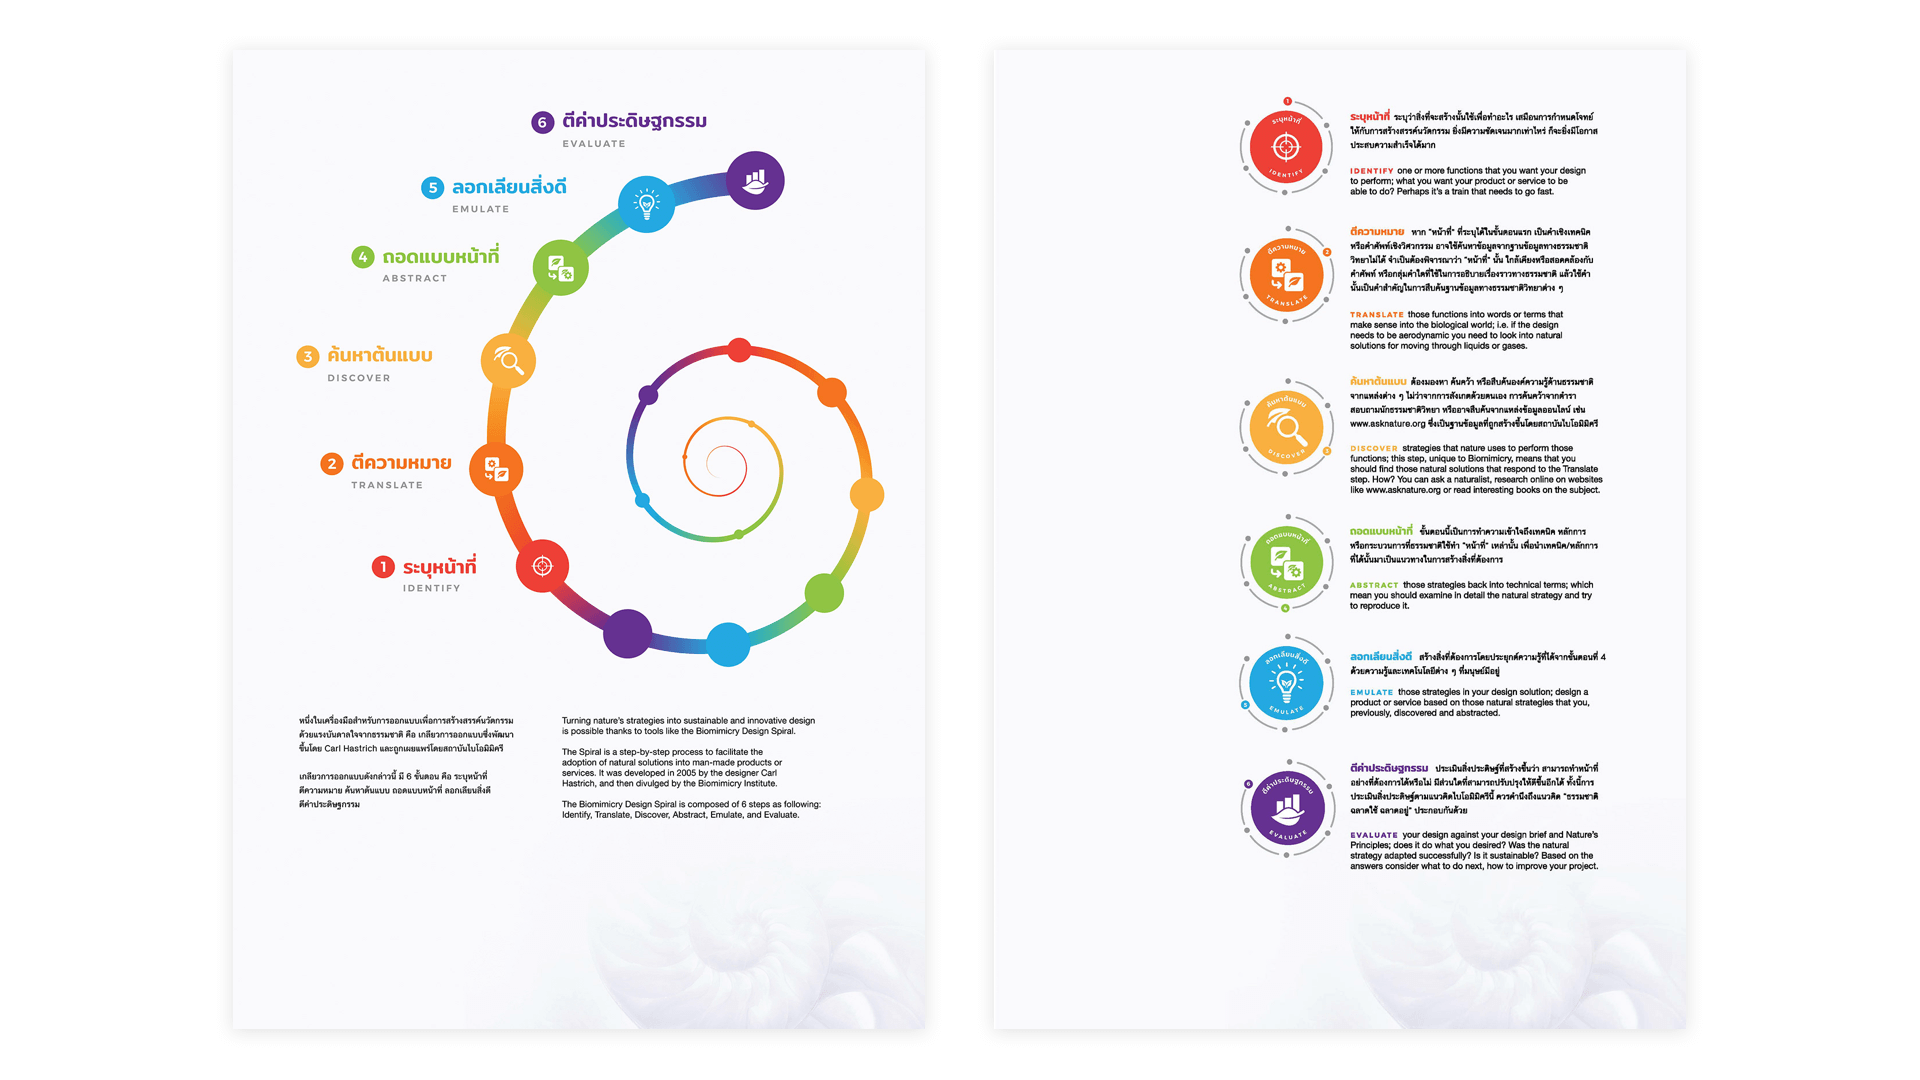 6 ตีค่าประดิษฐกรรม
EVALUATE
5 ลอกเลียนสิ่งดี
EMULATE
4 ถอดแบบหน้าที่
ABSTRACT
3 ค้นหาต้นแบบ
DISCOVER
2 ตีความหมาย
TRANSLATE
1 ระบุหน้าที่
IDENTIFY
หนึ่งในเครื่องมือสำหรับการออกแบบเพื่อการสร้างสรรค์นวัตกรรม
ด้วยแรงบันดาลใจจากธรรมชาติ คือ เกลียวการออกแบบซึ่งพัฒนา
ขึ้นโดย Carl Hastrich และถูกเผยแพร่โดยสถาบันไบโอมิมิครี
เกลียวการออกแบบดังกล่าวนี้ มี 6 ขั้นตอน คือ ระบุหน้าที่
ตีความหมาย ค้นหาต้นแบบ ถอดแบบหน้าที่ ลอกเลียนสิ่งดี
ตีค่าประดิษฐกรรม
Turning nature's strategies into sustainable and innovative design
is possible thanks to tools like the Biomimicry Design Spiral.
The Spiral is a step-by-step process to facilitate the
adoption of natural solutions into man-made products or
services. It was developed in 2005 by the designer Carl
Hastrich, and then divulged by the Biomimicry Institute.
The Biomimicry Design Spiral is composed of 6 steps as following:
Identify, Translate, Discover, Abstract, Emulate, and Evaluate.
1
ระบุหน้าที่
IDENTIFY
ระบุหน้าที่ ระบุว่าสิ่งที่จะสร้างนั้นใช้เพื่อทำอะไร เสมือนการกำหนดโจทย์
ให้กับการสร้างสรรค์นวัตกรรม ยิ่งมีความชัดเจนมากเท่าไหร่ ก็จะยิ่งมีโอกาส
ประสบความสำเร็จได้มาก
IDENTIFY one or more functions that you want your design
to perform; what you want your product or service to be
able to do? Perhaps it's a train that needs to go fast.
2
ตีความหมาย
TRANSLATE
ตีความหมาย หาก "หน้าที่" ที่ระบุได้ในขั้นตอนแรก เป็นคำเชิงเทคนิค
หรือคำศัพท์เชิงวิศวกรรม อาจใช้ค้นหาข้อมูลจากฐานข้อมูลทางธรรมชาติ
วิทยาไม่ได้ จำเป็นต้องพิจารณาว่า "หน้าที่" นั้น ใกล้เคียงหรือสอดคล้องกับ
คำศัพท์ หรือกลุ่มคำใดที่ใช้ในการอธิบายเรื่องราวทางธรรมชาติ แล้วใช้คำ
นั้นเป็นคำสำคัญในการสืบค้นฐานข้อมูลทางธรรมชาติวิทยาต่าง ๆ
TRANSLATE those functions into words or terms that
make sense into the biological world; i.e. if the design
needs to be aerodynamic you need to look into natural
solutions for moving through liquids or gases.
ค้นหาต้นแบบ
DISCOVER
3
ค้นหาต้นแบบ ต้องมองหา ค้นคว้า หรือสืบค้นองค์ความรู้ด้านธรรมชาติ
จากแหล่งต่าง ๆ ไม่ว่าจากการสังเกตด้วยตนเอง การค้นคว้าจากตำรา
สอบถามนักธรรมชาติวิทยา หรืออาจสืบค้นจากแหล่งข้อมูลออนไลน์ เช่น
www.asknature.org ซึ่งเป็นฐานข้อมูลที่ถูกสร้างขึ้นโดยสถาบันไบโอมิมิครี
DISCOVER strategies that nature uses to perform those
functions; this step, unique to Biomimicry, means that you
should find those natural solutions that respond to the Translate
step. How? You can ask a naturalist, research online on websites
like www.asknature.org or read interesting books on the subject.
ถอดแบบหน้าที่
ABSTRACT
4
ถอดแบบหน้าที่ ขั้นตอนนี้เป็นการทำความเข้าใจถึงเทคนิค หลักการ
หรือกระบวนการที่ธรรมชาติใช้ทำ "หน้าที่" เหล่านั้น เพื่อนำเทคนิค/หลักการ
ที่ได้นั้นมาเป็นแนวทางในการสร้างสิ่งที่ต้องการ
ABSTRACT those strategies back into technical terms; which
mean you should examine in detail the natural strategy and try
to reproduce it.
ลอกเลียนสิ่งดี
EMULATE
5
ลอกเลียนสิ่งดี สร้างสิ่งที่ต้องการโดยประยุกต์ความรู้ที่ได้จากขั้นตอนที่ 4
ด้วยความรู้และเทคโนโลยีต่าง ๆ ที่มนุษย์มีอยู่
EMULATE those strategies in your design solution; design a
product or service based on those natural strategies that you,
previously, discovered and abstracted.
6
ตีค่าประดิษฐกรรม
EVALUATE
ตีค่าประดิษฐกรรม ประเมินสิ่งประดิษฐ์ที่สร้างขึ้นว่า สามารถทำหน้าที่
อย่างที่ต้องการได้หรือไม่ มีส่วนใดที่สามารถปรับปรุงให้ดีขึ้นอีกได้ ทั้งนี้การ
ประเมินสิ่งประดิษฐ์ตามแนวคิดไบโอมิมิครีนี้ ควรคำนึงถึงแนวคิด "ธรรมชาติ
ฉลาดใช้ ฉลาดอยู่" ประกอบกันด้วย
EVALUATE your design against your design brief and Nature's
Principles; does it do what you desired? Was the natural
strategy adapted successfully? Is it sustainable? Based on the
answers consider what to do next, how to improve your project.